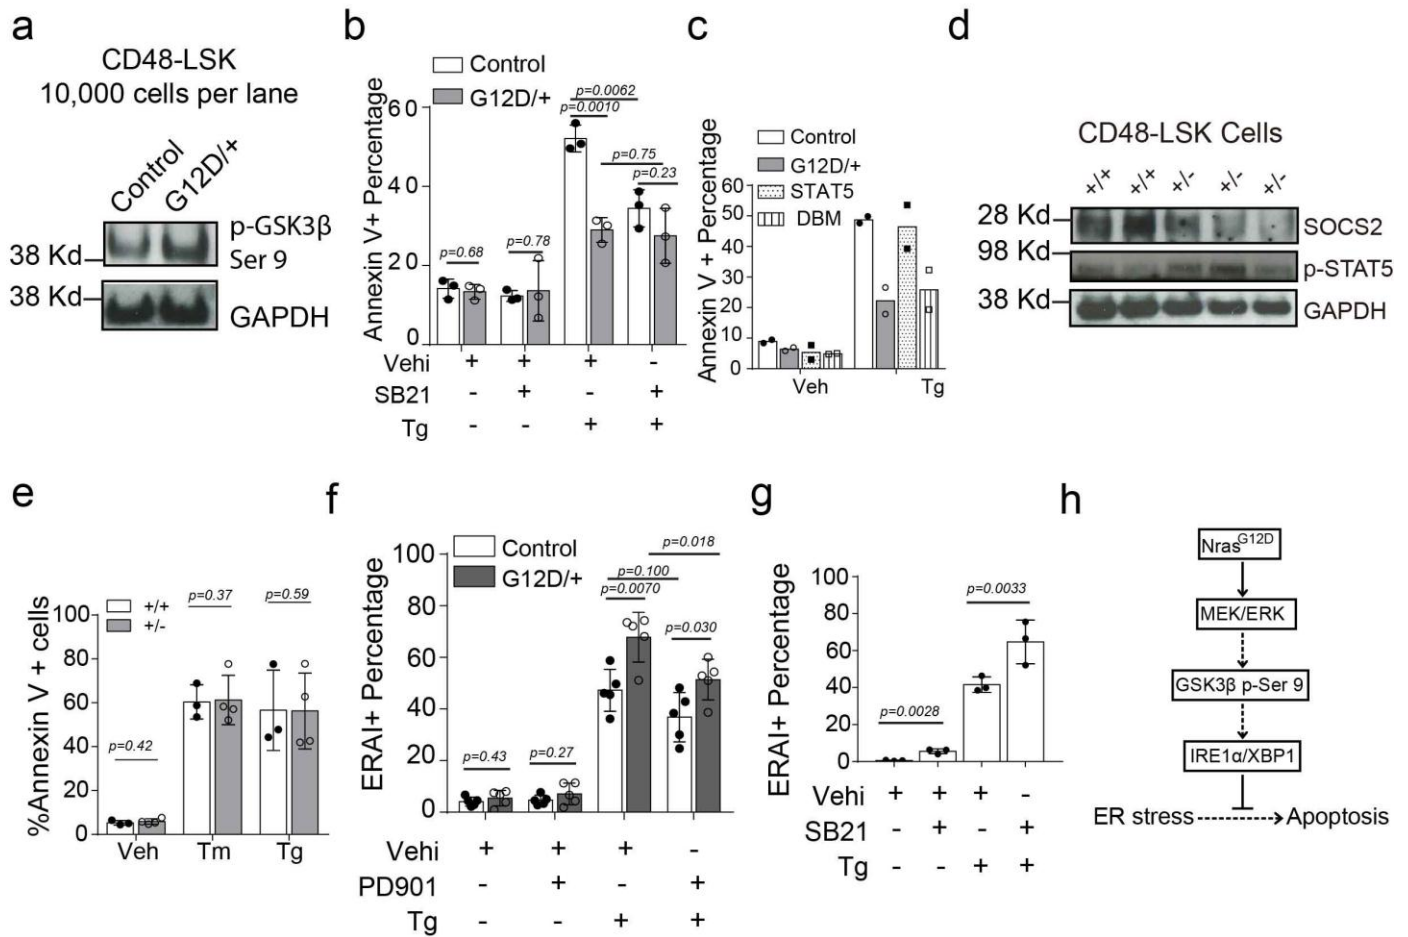 a
CD48-LSK
10,000 cells per lane
Control
G12D/+
p-GSK3β
Ser 9
38 Kd
38 Kd
GAPDH
b
Control
G12D/+
Annexin V+ Percentage
60
40
20
0
p=0.0062
p=0.0010
p=0.75
p=0.23
p=0.68
p=0.78
Vehi + + + -
SB21 - + - +
Tg - - + +
c
Control
G12D/+
STAT5
DBM
Annexin V + Percentage
60
50
40
30
20
10
0
Veh Tg
d
CD48-LSK Cells
+/+ +/+ +/- +/- +/-
28 Kd
SOCS2
98 Kd
p-STAT5
38 Kd
GAPDH
e
+/+
+/-
%Annexin V + cells
100
80
60
40
20
0
p=0.42
p=0.37
p=0.59
Veh Tm Tg
f
Control
G12D/+
ERAI+ Percentage
100
80
60
40
20
0
p=0.018
p=0.100
p=0.0070
p=0.030
p=0.43
p=0.27
Vehi + + + -
PD901 - + - +
Tg - - + +
g
ERAI+ Percentage
100
80
60
40
20
0
p=0.0033
p=0.0028
Vehi + + + -
SB21 - + - +
Tg - - + +
h
NrasG12D
MEK/ERK
GSK3β p-Ser 9
IRE1α/XBP1
ER stress Apoptosis